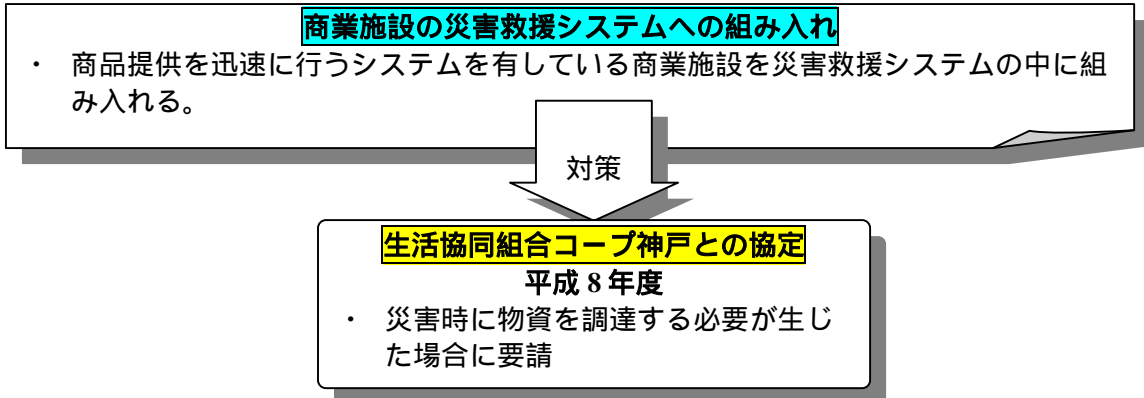 商業施設の災害救援システムへの組み入れ
・ 商品提供を迅速に行うシステムを有している商業施設を災害救援システムの中に組
み入れる。
対策
生活協同組合コープ神戸との協定
平成 8 年度
・ 災害時に物資を調達する必要が生じ
た場合に要請